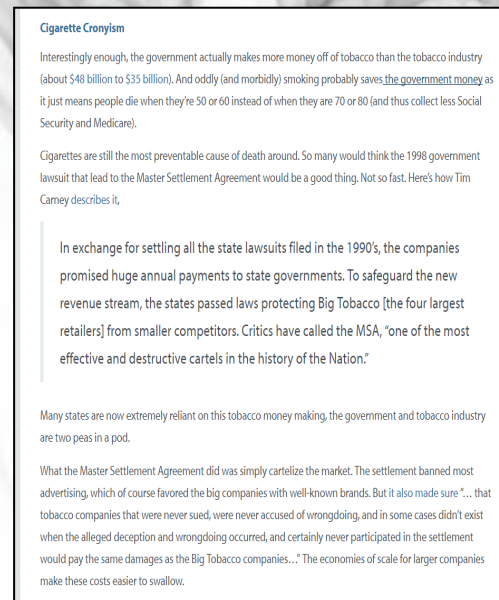 Cigarette Cronyism
Interestingly enough, the government actually makes more money off of tobacco than the tobacco industry
(about $48 billion to $35 billion). And oddly (and morbidly) smoking probably saves the government money as
it just means people die when they're 50 or 60 instead of when they are 70 or 80 (and thus collect less Social
Security and Medicare).
Cigarettes are still the most preventable cause of death around. So many would think the 1998 government
lawsuit that lead to the Master Settlement Agreement would be a good thing. Not so fast. Here's how Tim
Carney describes it,
In exchange for settling all the state lawsuits filed in the 1990's, the companies
promised huge annual payments to state governments. To safeguard the new
revenue stream, the states passed laws protecting Big Tobacco [the four largest
retailers] from smaller competitors. Critics have called the MSA, "one of the most
effective and destructive cartels in the history of the Nation."
Many states are now extremely reliant on this tobacco money making, the government and tobacco industry
are two peas in a pod.
What the Master Settlement Agreement did was simply cartelize the market. The settlement banned most
advertising, which of course favored the big companies with well-known brands. But it also made sure "… that
tobacco companies that were never sued, were never accused of wrongdoing, and in some cases didn't exist
when the alleged deception and wrongdoing occurred, and certainly never participated in the settlement
would pay the same damages as the Big Tobacco companies…" The economies of scale for larger companies
make these costs easier to swallow.